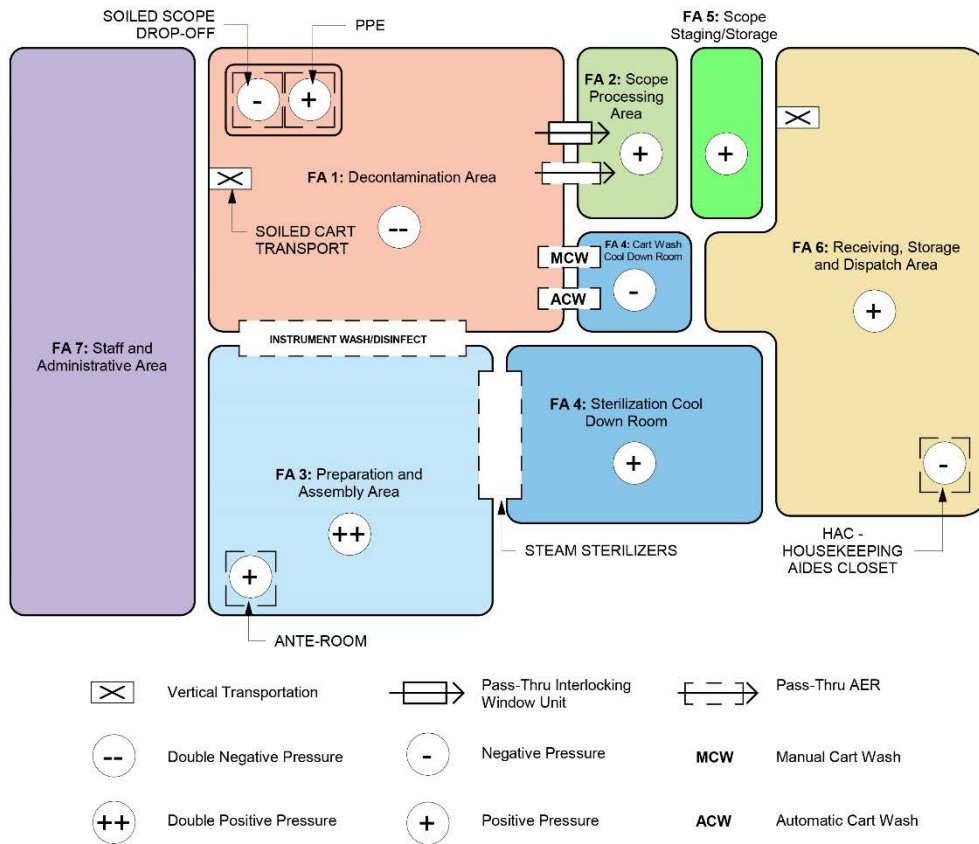 SOILED SCOPE
DROP-OFF
PPE
FA 5: Scope
Staging/Storage
-
+
FA 2: Scope
Processing
Area
+
+
FA 1: Decontamination Area
--
SOILED CART
TRANSPORT
MCW
ACW
FA 4: Cart Wash
Cool Down Room
-
FA 6: Receiving, Storage
and Dispatch Area
+
FA 7: Staff and
Administrative Area
INSTRUMENT WASH/DISINFECT
FA 4: Sterilization Cool
Down Room
+
FA 3: Preparation and
Assembly Area
++
+
-
STEAM STERILIZERS
HAC -
HOUSEKEEPING
AIDES CLOSET
ANTE-ROOM
Vertical Transportation
Pass-Thru Interlocking
Window Unit
Pass-Thru AER
-- Double Negative Pressure
- Negative Pressure
MCW Manual Cart Wash
++ Double Positive Pressure
+ Positive Pressure
ACW Automatic Cart Wash